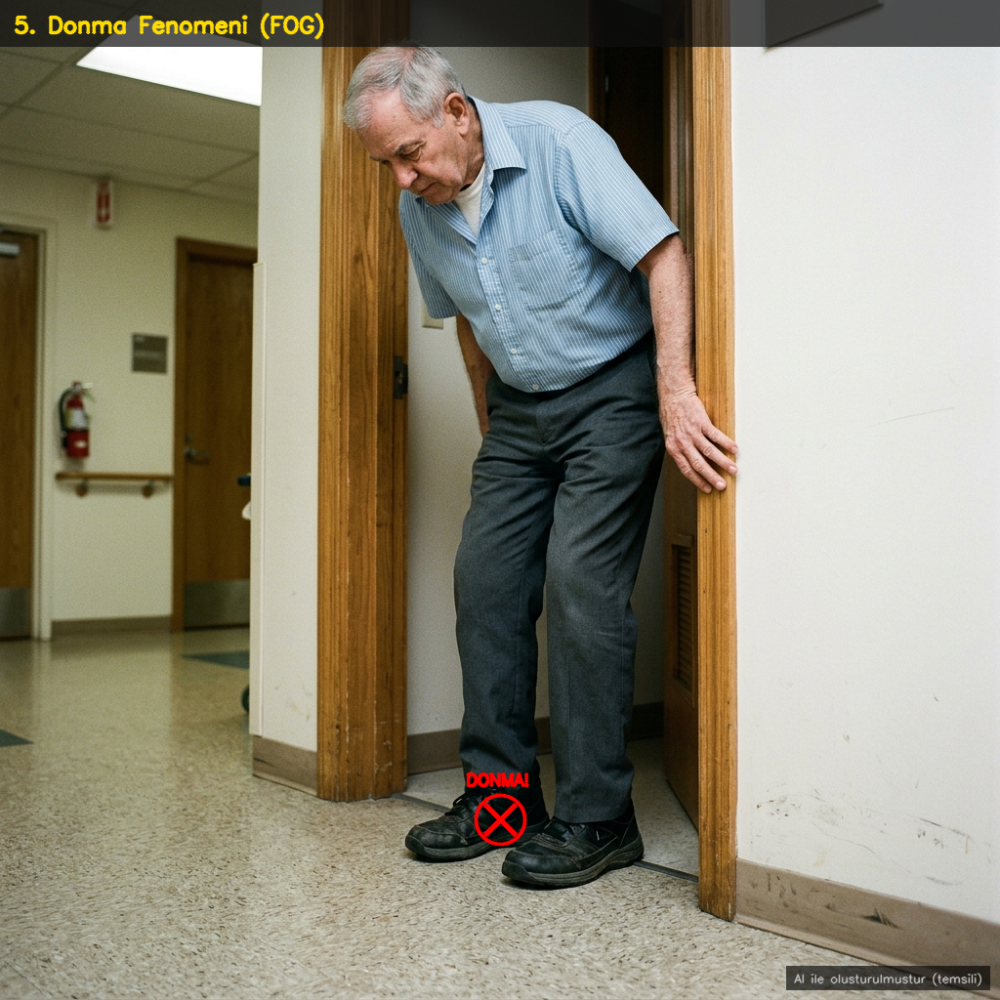 5. Donma Fenomeni (FOG)
DONMA!
AI ile olusturulmustur (temsili)